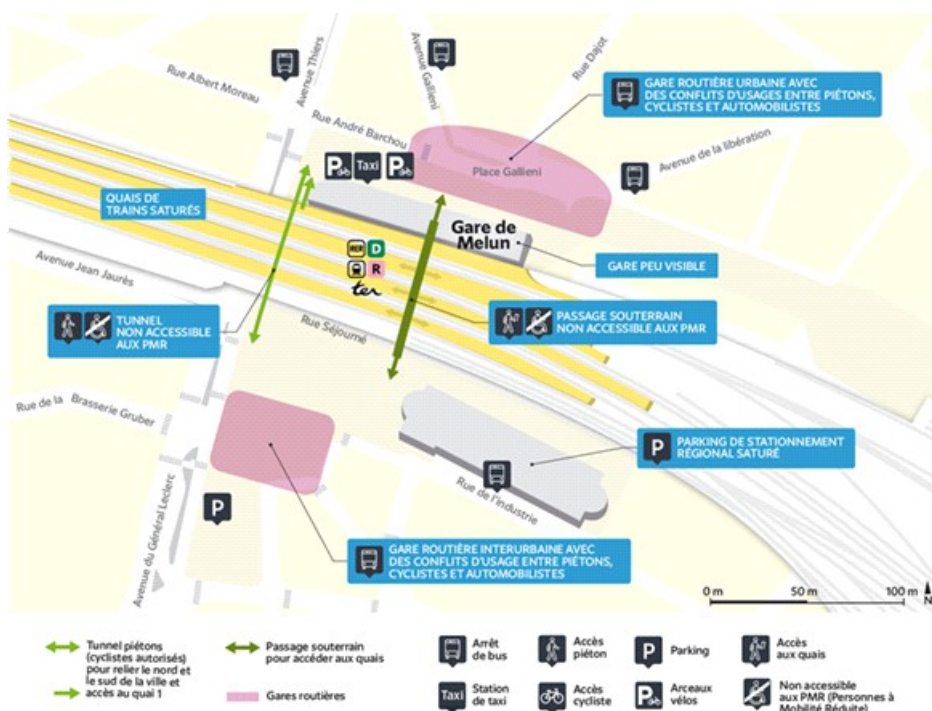 Rue Albert Moreau
Avenue Thiers
Avenue Gallieni
Rue Dajot
GARE ROUTIÈRE URBAINE AVEC
DES CONFLITS D'USAGES ENTRE PIÉTONS,
CYCLISTES ET AUTOMOBILISTES
Rue André Barchou
Avenue de la libération
P Taxi P
Place Gallieni
QUAIS DE
TRAINS SATURÉS
Gare de
Melun
RER D
R
ter
GARE PEU VISIBLE
Avenue Jean Jaurès
TUNNEL
NON ACCESSIBLE
AUX PMR
Rue Séjourné
PASSAGE SOUTERRAIN
NON ACCESSIBLE AUX PMR
Rue de la Brasserie Gruber
P PARKING DE STATIONNEMENT
RÉGIONAL SATURÉ
Rue de l'industrie
P
Avenue du Général Leclerc
GARE ROUTIÈRE INTERURBAINE AVEC
DES CONFLITS D'USAGE ENTRE PIÉTONS,
CYCLISTES ET AUTOMOBILISTES
0 m 50 m 100 m N
Tunnel piétons
(cyclistes autorisés)
pour relier le nord et
le sud de la ville et
accès au quai 1
Passage souterrain
pour accéder aux quais
Gares routières
Arrêt
de bus
Accès
piéton
P Parking
Accès
aux quais
Taxi Station
de taxi
Accès
cycliste
P Arceaux
vélos
Non accessible
aux PMR (Personnes à
Mobilité Réduite)